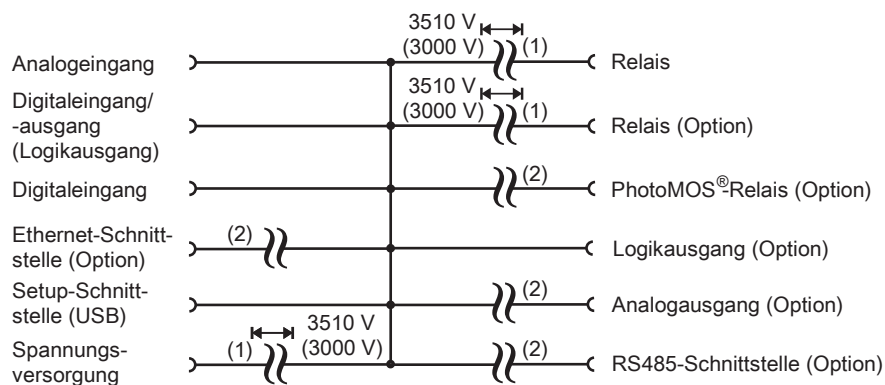 3510 V
(3000 V)
(1)
Analogeingang
Relais
Digitaleingang/
-ausgang
(Logikausgang)
3510 V
(3000 V)
(1)
Relais (Option)
Digitaleingang
(2)
PhotoMOS®-Relais (Option)
Ethernet-Schnitt-
stelle (Option)
(2)
Logikausgang (Option)
Setup-Schnitt-
stelle (USB)
(2)
Analogausgang (Option)
Spannungs-
versorgung
(1)
3510 V
(3000 V)
(2)
RS485-Schnittstelle (Option)